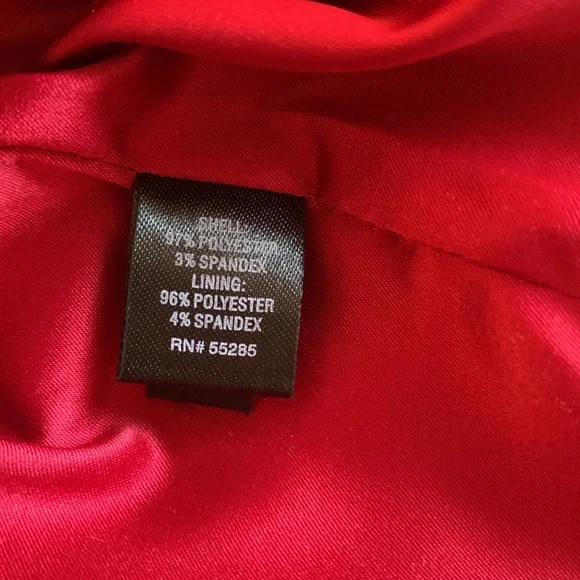 SHELL:
97% POLYESTER
3% SPANDEX
LINING:
96% POLYESTER
4% SPANDEX
RN# 55285